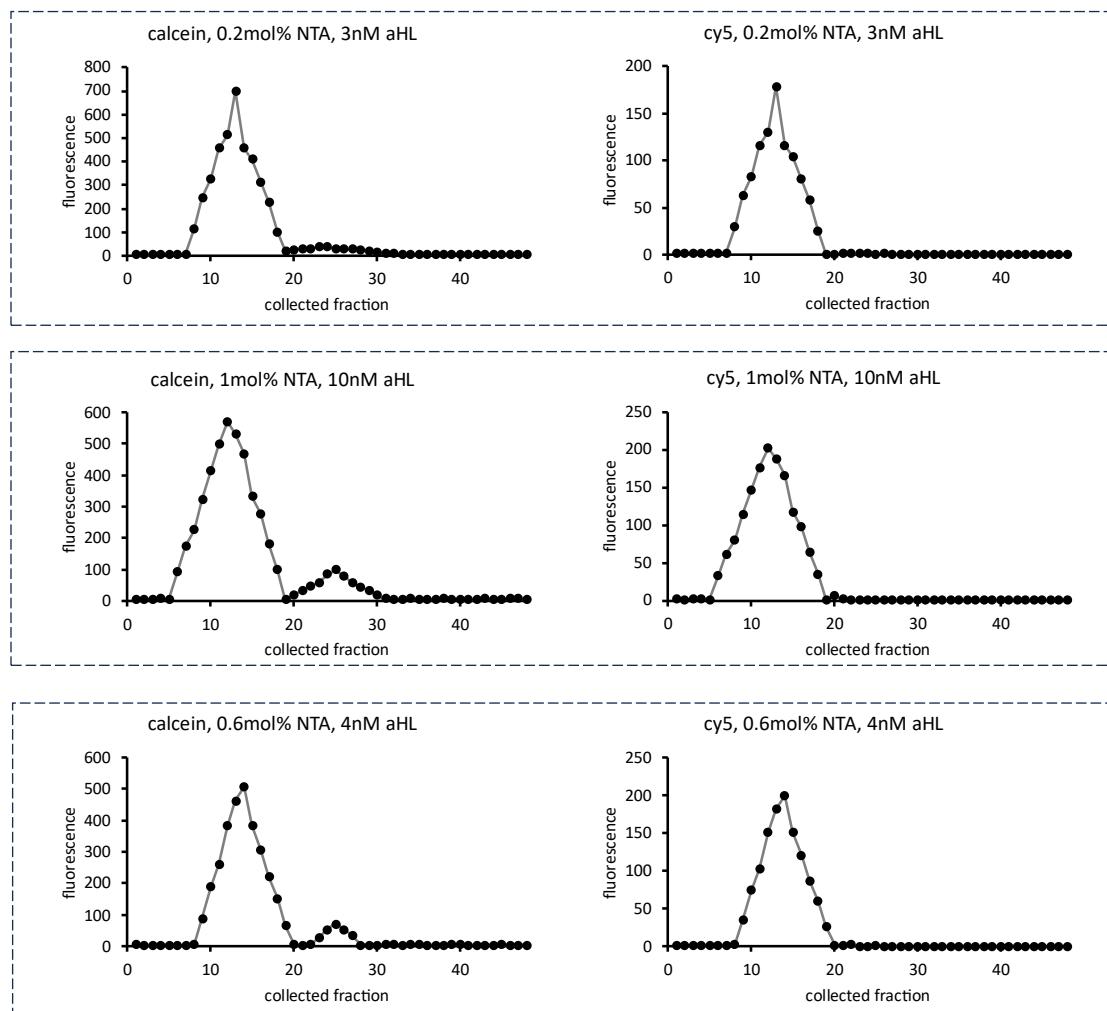 calcein, 0.2mol% NTA, 3nM aHL
800
700
600
500
400
300
200
100
0
fluorescence
0 10 20 30 40
collected fraction
cy5, 0.2mol% NTA, 3nM aHL
200
150
100
50
0
fluorescence
0 10 20 30 40
collected fraction
calcein, 1mol% NTA, 10nM aHL
600
500
400
300
200
100
0
fluorescence
0 10 20 30 40
collected fraction
cy5, 1mol% NTA, 10nM aHL
250
200
150
100
50
0
fluorescence
0 10 20 30 40
collected fraction
calcein, 0.6mol% NTA, 4nM aHL
600
500
400
300
200
100
0
fluorescence
0 10 20 30 40
collected fraction
cy5, 0.6mol% NTA, 4nM aHL
250
200
150
100
50
0
fluorescence
0 10 20 30 40
collected fraction